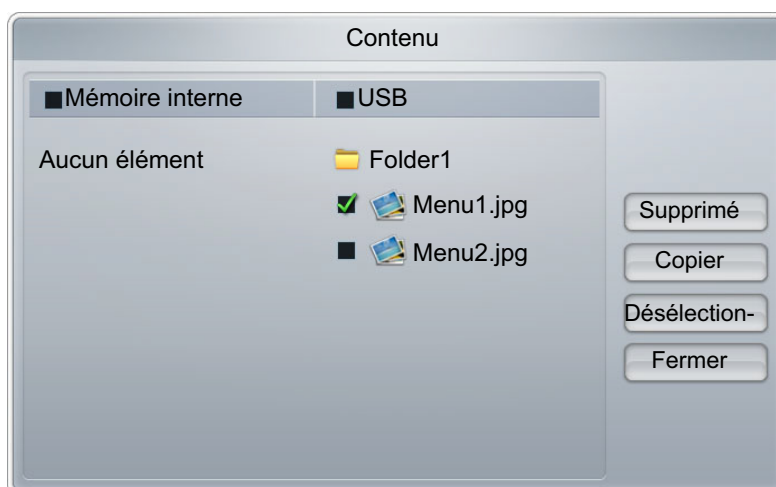 Contenu
Mémoire interne
USB
Aucun élément
Folder1
Menu1.jpg
Menu2.jpg
Supprimé
Copier
Désélection-
Fermer